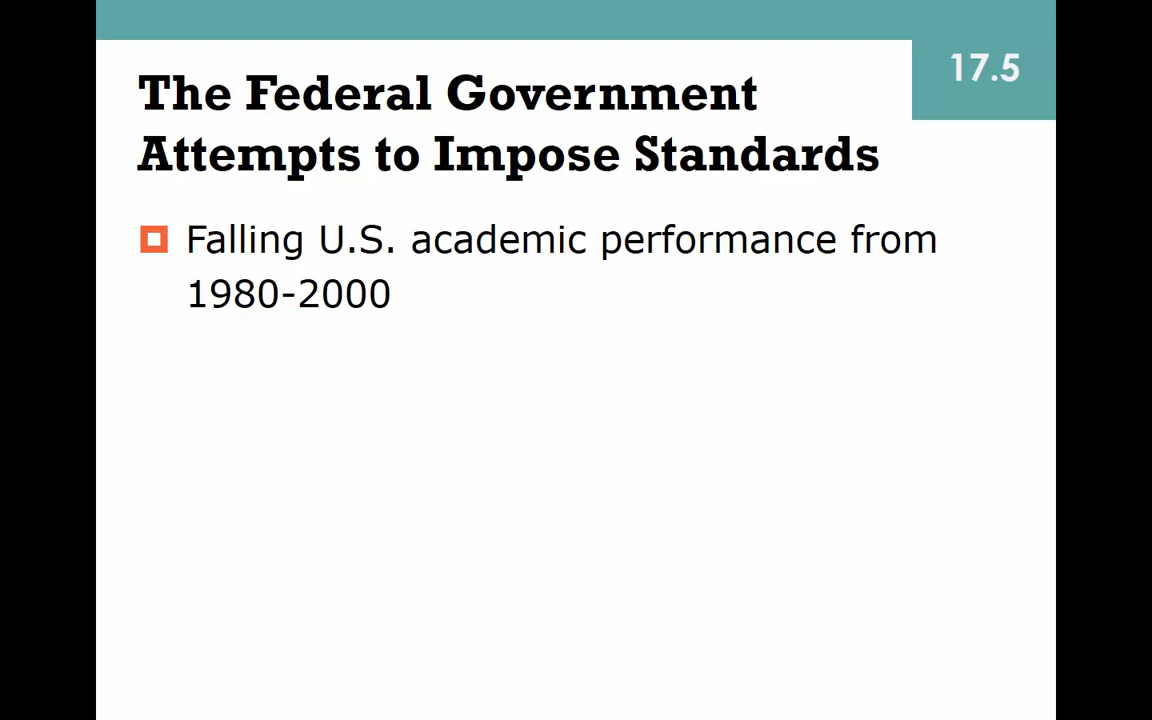 17.5
The Federal Government
Attempts to Impose Standards
Falling U.S. academic performance from
1980-2000